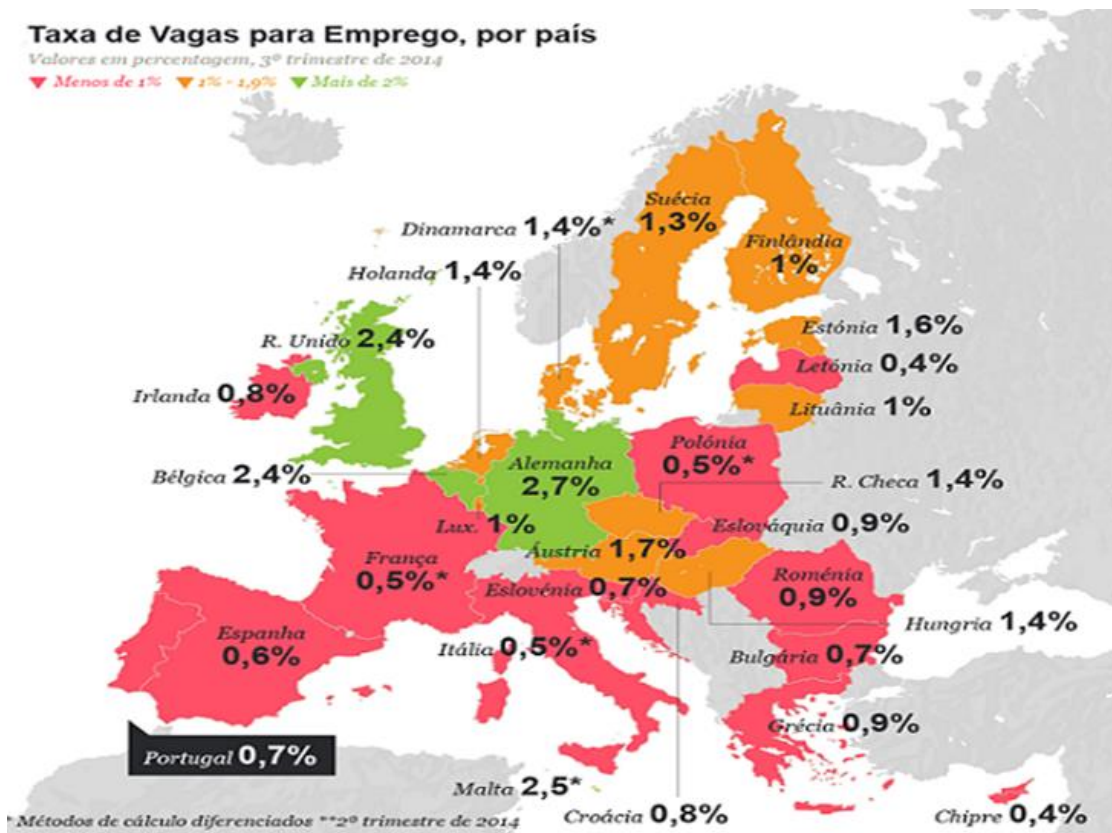 Taxa de Vagas para Emprego, por país
Valores em percentagem, 3º trimestre de 2014
▼ Menos de 1% ▼ 1% - 1,9% ▼ Mais de 2%
Suécia
1,3%
Dinamarca 1,4%*
Finlândia
1%
Holanda 1,4%
Estónia 1,6%
R. Unido 2,4%
Letónia 0,4%
Irlanda 0,8%
Lituânia 1%
Polónia
0,5%*
Alemanha
2,7%
Bélgica 2,4%
R. Checa 1,4%
Lux. 1%
Eslováquia 0,9%
Áustria 1,7%
França
0,5%*
Eslovénia 0,7%
Roménia
0,9%
Hungria 1,4%
Espanha
0,6%
Itália 0,5%*
Bulgária 0,7%
Grécia 0,9%
Portugal 0,7%
Malta 2,5*
Croácia 0,8%
Chipre 0,4%
* Métodos de cálculo diferenciados **2º trimestre de 2014